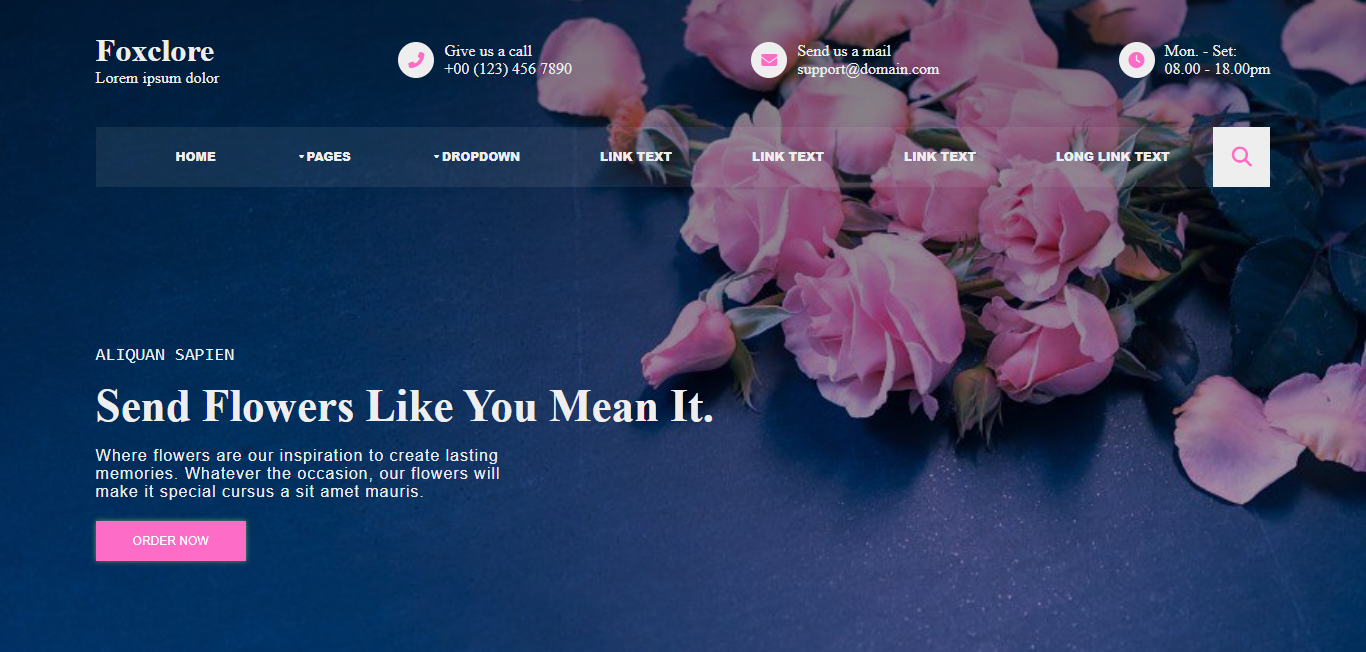 Foxclore
Lorem ipsum dolor
Give us a call
+00 (123) 456 7890
Send us a mail
support@domain.com
Mon. - Set:
08.00 - 18.00pm
HOME
PAGES
DROPDOWN
LINK TEXT
LINK TEXT
LINK TEXT
LONG LINK TEXT
ALIQUAN SAPIEN
Send Flowers Like You Mean It.
Where flowers are our inspiration to create lasting
memories. Whatever the occasion, our flowers will
make it special cursus a sit amet mauris.
ORDER NOW